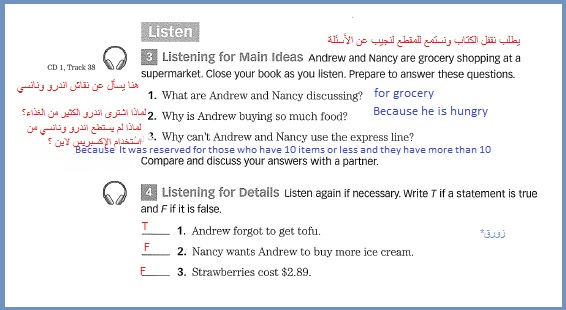 Listen
يطلب نقفل الكتاب ونستمع للمقطع لنجيب عن الأسئلة
CD 1, Track 38
3 Listening for Main Ideas Andrew and Nancy are grocery shopping at a
supermarket. Close your book as you listen. Prepare to answer these questions.
هنا يسأل عن نقاش اندرو ونانسي
1. What are Andrew and Nancy discussing? for grocery
لماذا اشترى اندرو الكثير من الغذاء؟
2. Why is Andrew buying so much food? Because he is hungry
لماذا لم يستطع اندرو ونانسي من
3. Why can't Andrew and Nancy use the express line?
استخدام الإكسبريس لاين ؟
Because It was reserved for those who have 10 items or less and they have more than 10
Compare and discuss your answers with a partner.
4 Listening for Details Listen again if necessary. Write T if a statement is true
and F if it is false.
T 1. Andrew forgot to get tofu.
زورق*
F 2. Nancy wants Andrew to buy more ice cream.
F 3. Strawberries cost $2.89.